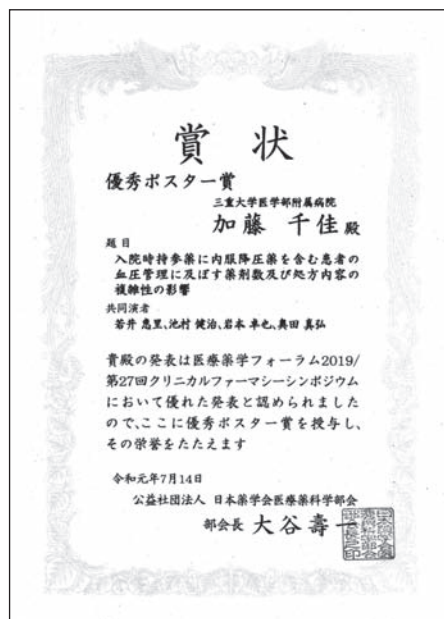 賞状
優秀ポスター賞
三重大学医学部附属病院
加藤 千佳 殿
題目
入院時持参薬に内服降圧薬を含む患者の
血圧管理に及ぼす薬剤数及び処方内容の
複雑性の影響
共同演者
若井 恵里、池村 健治、岩本 卓也、奥田 真弘
貴殿の発表は医療薬学フォーラム2019/
第27回クリニカルファーマシーシンポジウム
において優れた発表と認められました
ので、ここに優秀ポスター賞を授与し、
その栄誉をたたえます
令和元年7月14日
公益社団法人 日本薬学会医療薬科学部会
部会長 大谷壽一